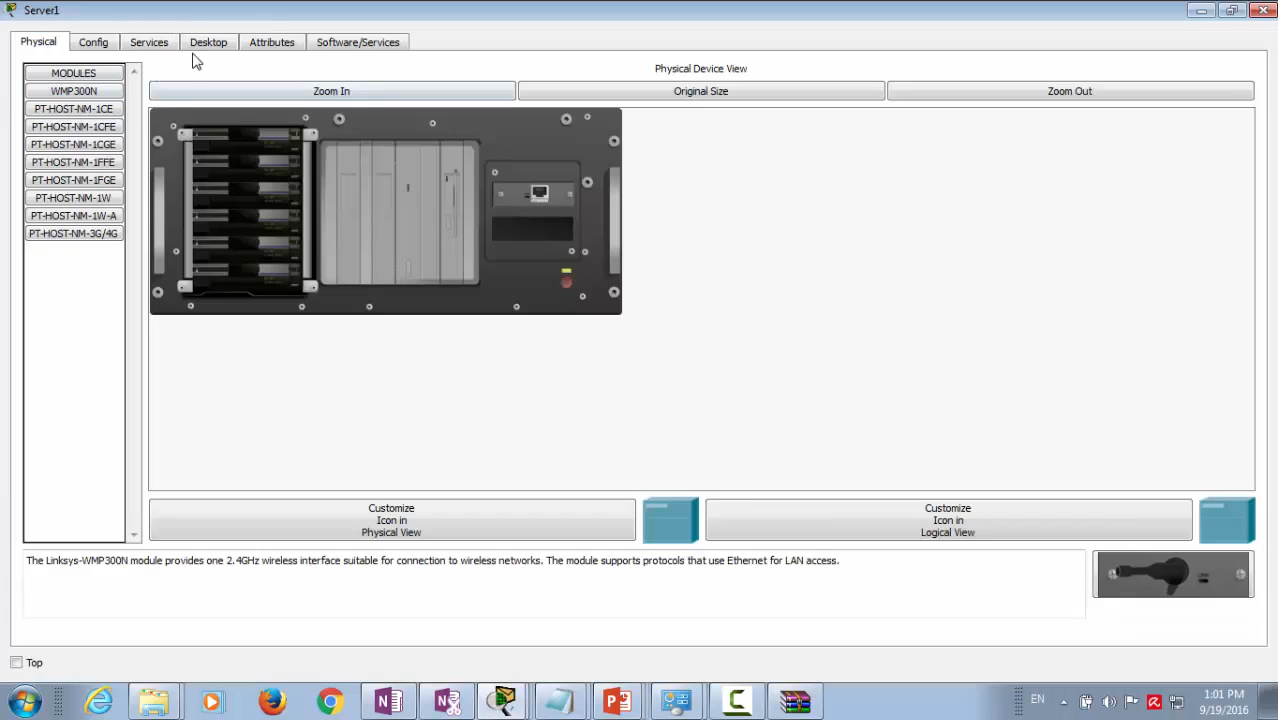 Server1
Physical
Config
Services
Desktop
Attributes
Software/Services
MODULES
WMP300N
PT-HOST-NM-1CE
PT-HOST-NM-1CFE
PT-HOST-NM-1CGE
PT-HOST-NM-1FFE
PT-HOST-NM-1FGE
PT-HOST-NM-1W
PT-HOST-NM-1W-A
PT-HOST-NM-3G/4G
Physical Device View
Zoom In
Original Size
Zoom Out
Customize
Icon in
Physical View
Customize
Icon in
Logical View
The Linksys-WMP300N module provides one 2.4GHz wireless interface suitable for connection to wireless networks. The module supports protocols that use Ethernet for LAN access.
LINK
Top
EN
1:01 PM
9/19/2016